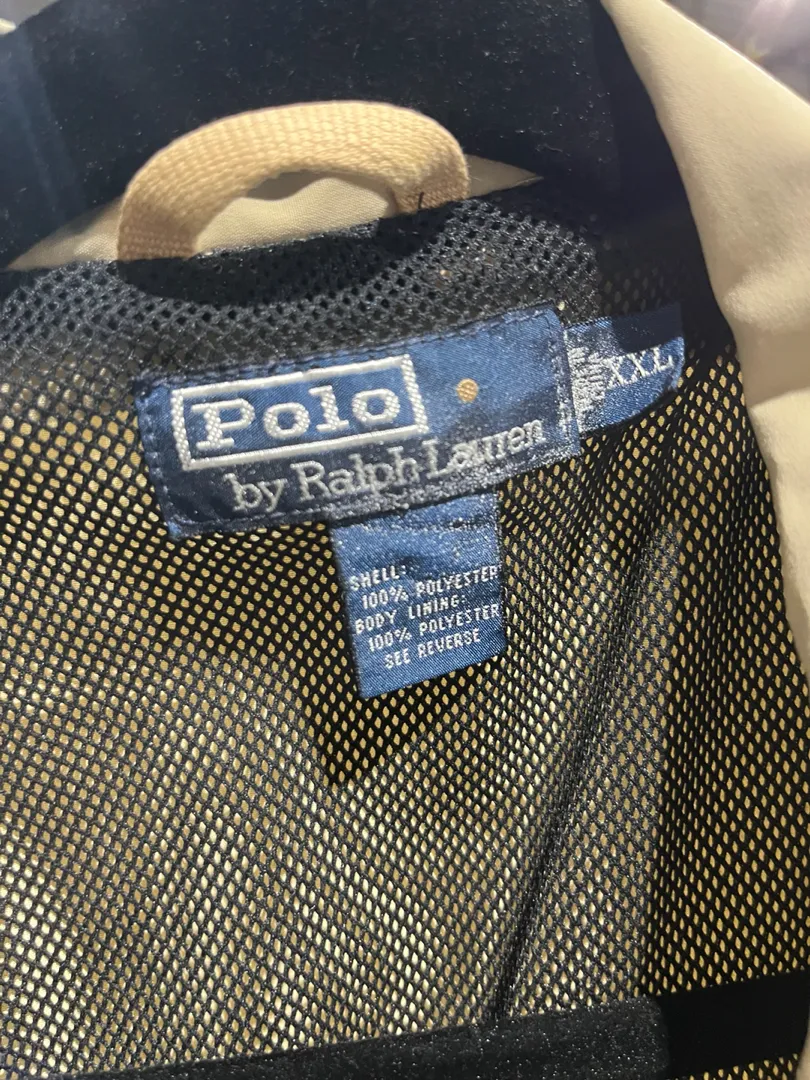 Polo
by Ralph Lauren
XXL
SHELL:
100% POLYESTER
BODY LINING:
100% POLYESTER
SEE REVERSE